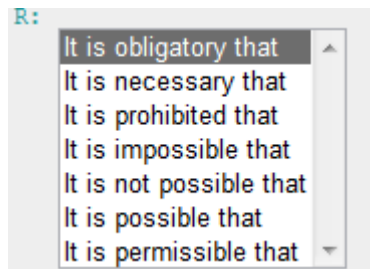 R:
It is obligatory that
It is necessary that
It is prohibited that
It is impossible that
It is not possible that
It is possible that
It is permissible that